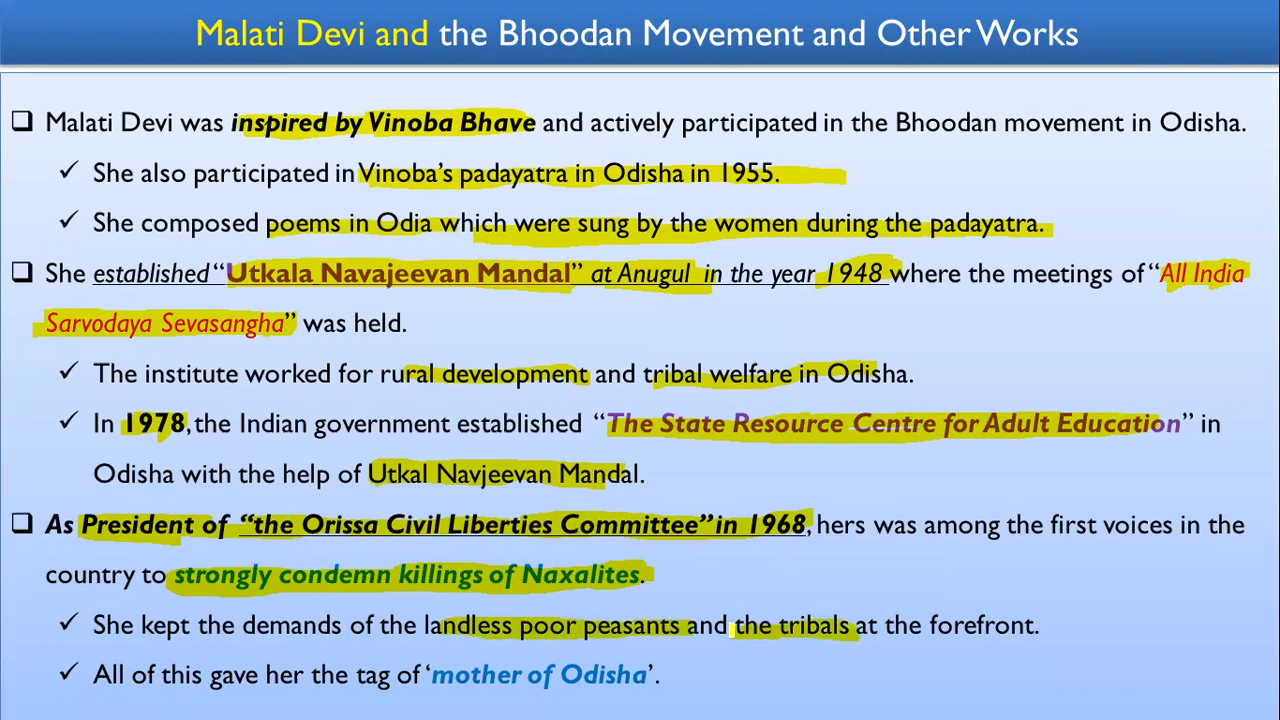 Malati Devi and the Bhoodan Movement and Other Works
❑ Malati Devi was inspired by Vinoba Bhave and actively participated in the Bhoodan movement in Odisha.
✓ She also participated in Vinoba's padayatra in Odisha in 1955.
✓ She composed poems in Odia which were sung by the women during the padayatra.
❑ She established “Utkala Navajeevan Mandal” at Anugul in the year 1948 where the meetings of “All India
Sarvodaya Sevasangha” was held.
✓ The institute worked for rural development and tribal welfare in Odisha.
✓ In 1978, the Indian government established “The State Resource Centre for Adult Education” in
Odisha with the help of Utkal Navjeevan Mandal.
❑ As President of “the Orissa Civil Liberties Committee” in 1968, hers was among the first voices in the
country to strongly condemn killings of Naxalites.
✓ She kept the demands of the landless poor peasants and the tribals at the forefront.
✓ All of this gave her the tag of ‘mother of Odisha’.